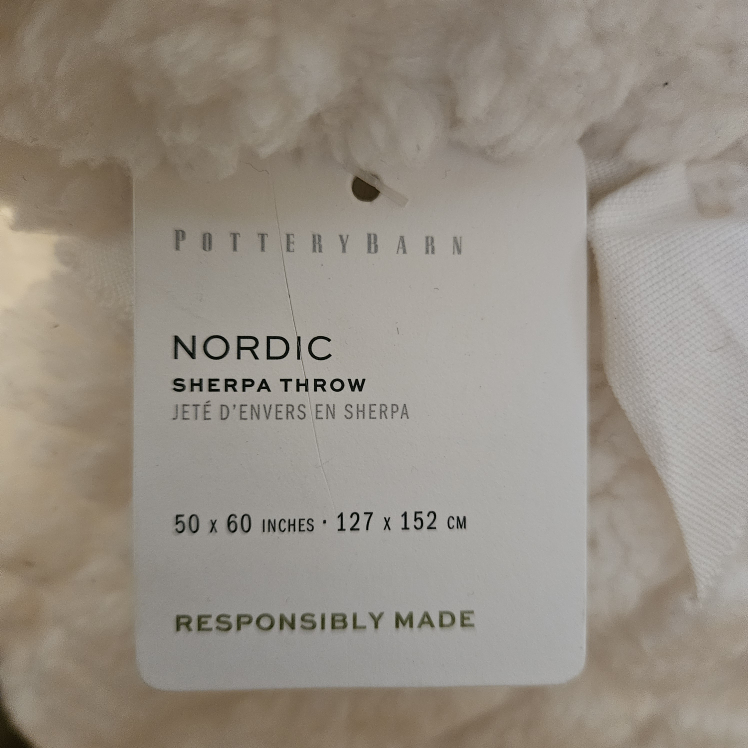 POTTERYBARN
NORDIC
SHERPA THROW
JETÉ D'ENVERS EN SHERPA
50 x 60 INCHES · 127 x 152 CM
RESPONSIBLY MADE